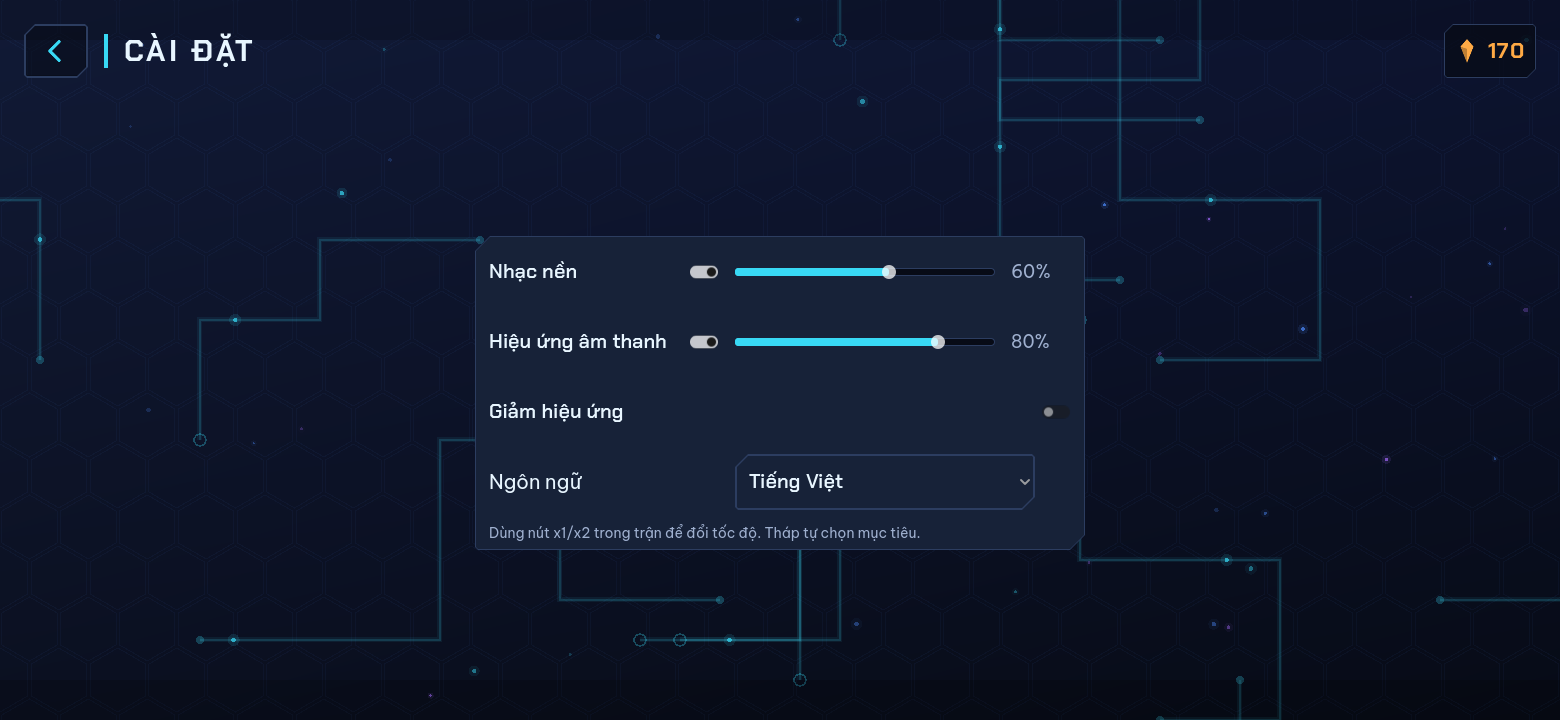 CÀI ĐẶT
170
Nhạc nền 60%
Hiệu ứng âm thanh 80%
Giảm hiệu ứng
Ngôn ngữ Tiếng Việt
Dùng nút x1/x2 trong trận để đổi tốc độ. Tháp tự chọn mục tiêu.